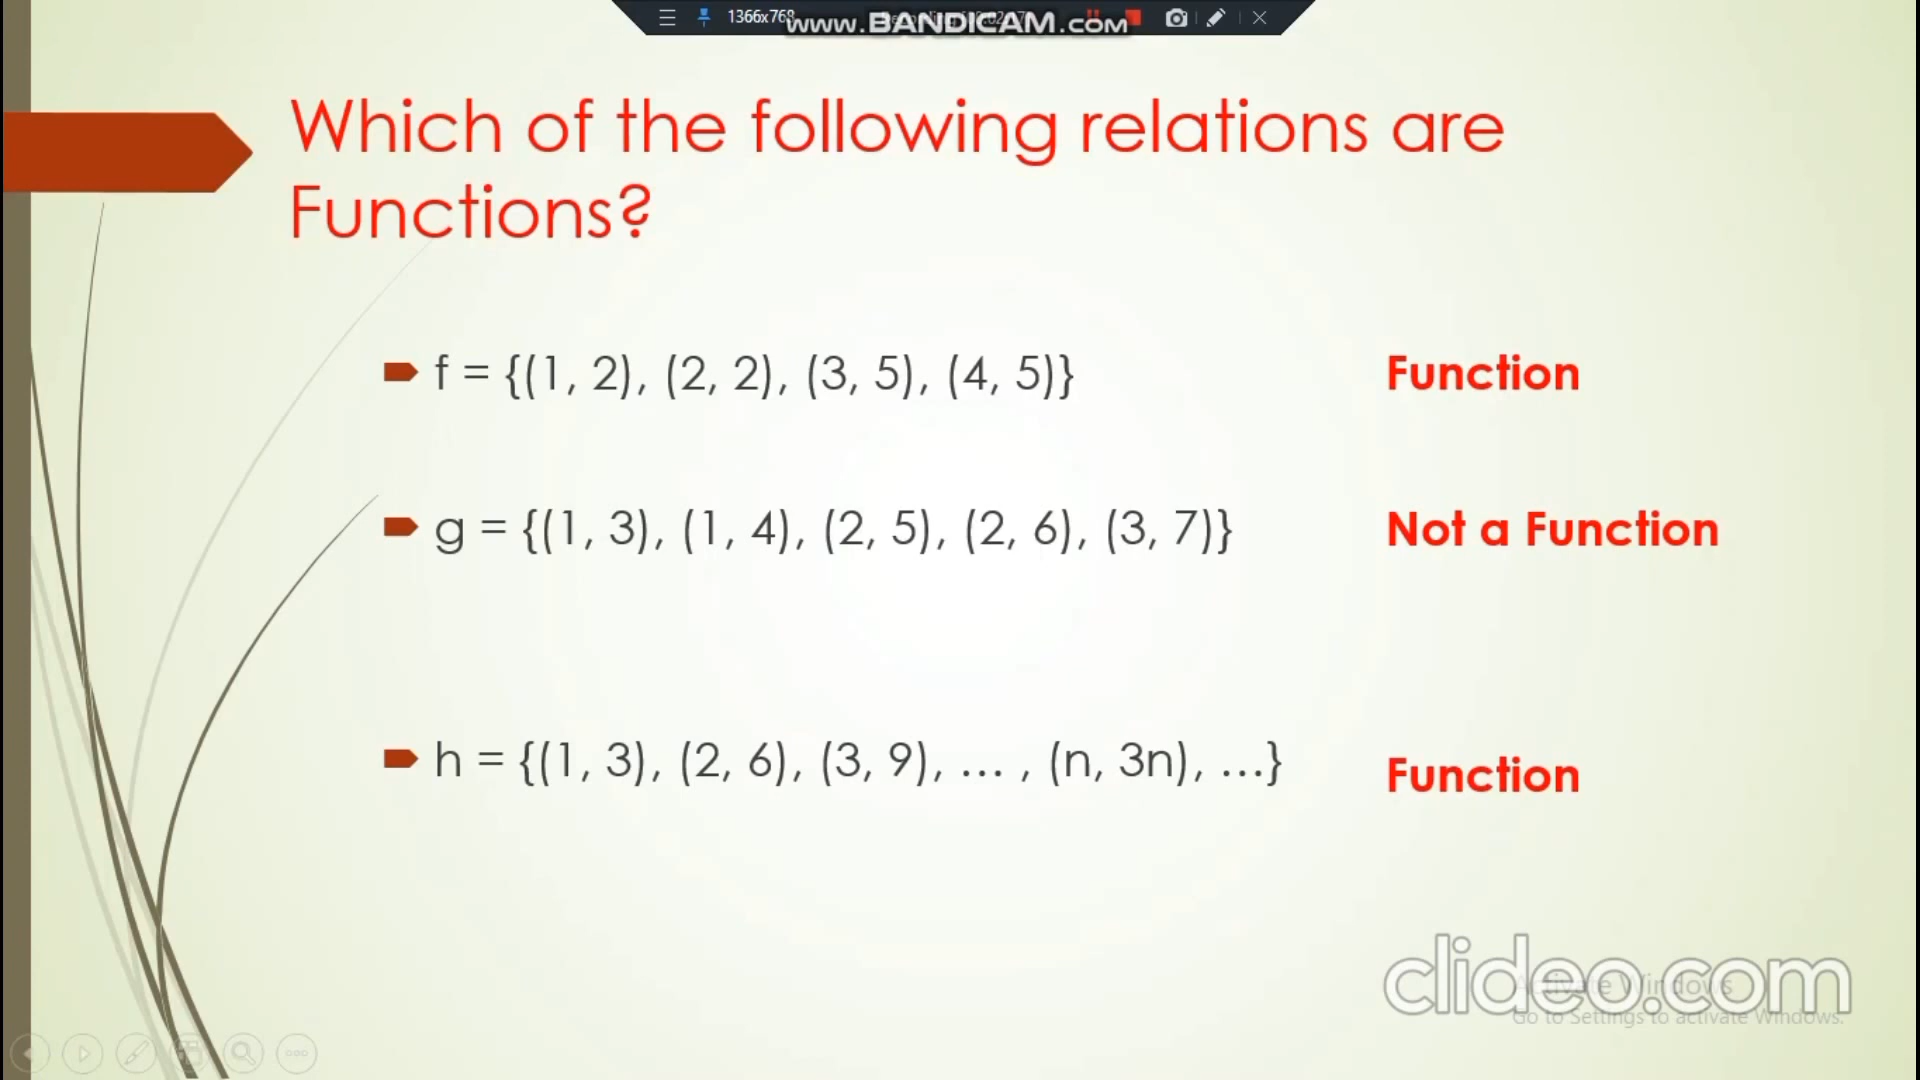 1366x768
www.BANDICAM.com
Which of the following relations are
Functions?
f = {(1, 2), (2, 2), (3, 5), (4, 5)}
Function
g = {(1, 3), (1, 4), (2, 5), (2, 6), (3, 7)}
Not a Function
h = {(1, 3), (2, 6), (3, 9), … , (n, 3n), …}
Function
clideo.com
Activate Windows
Go to Settings to activate Windows.